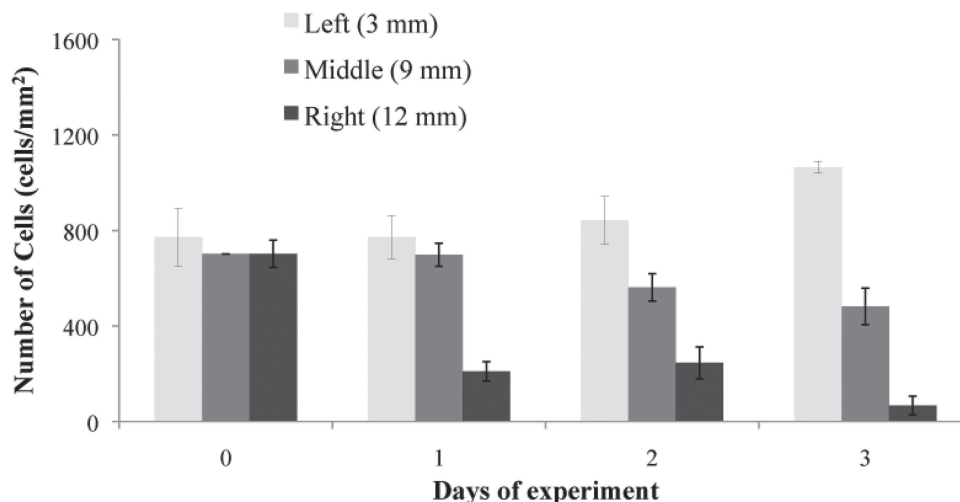 Left (3 mm)
Middle (9 mm)
Right (12 mm)
Number of Cells (cells/mm²)
1600
1200
800
400
0
0 1 2 3
Days of experiment